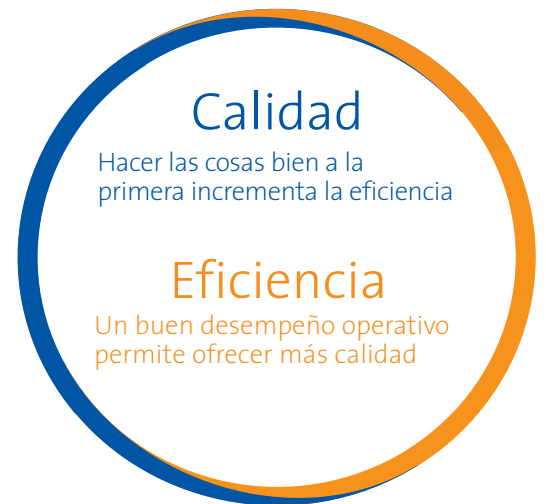 Calidad
Hacer las cosas bien a la
primera incrementa la eficiencia
Eficiencia
Un buen desempeño operativo
permite ofrecer más calidad